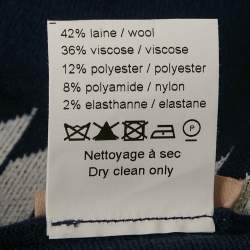 42% laine / wool
36% viscose / viscose
12% polyester / polyester
8% polyamide / nylon
2% elasthanne / elastane
P
Nettoyage à sec
Dry clean only